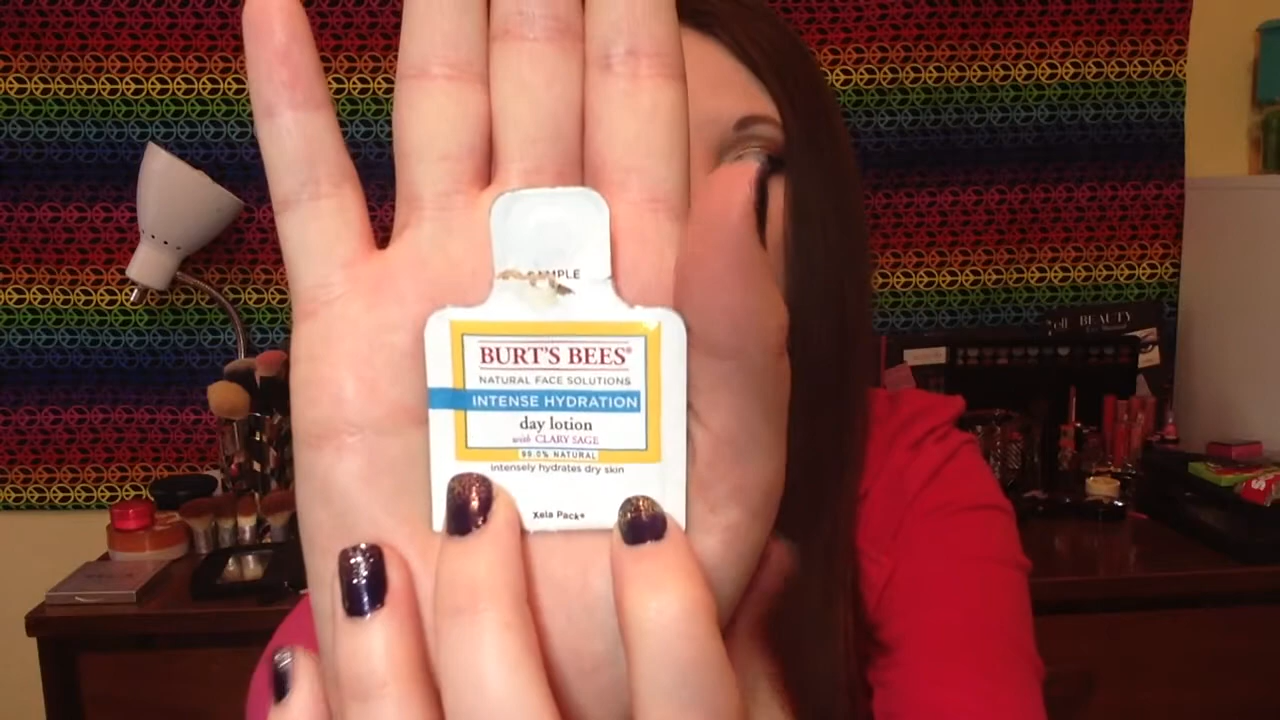 SAMPLE
BURT'S BEES®
NATURAL FACE SOLUTIONS
INTENSE HYDRATION
day lotion
with CLARY SAGE
99.0% NATURAL
intensely hydrates dry skin
Xela Pack®
BEAUTY